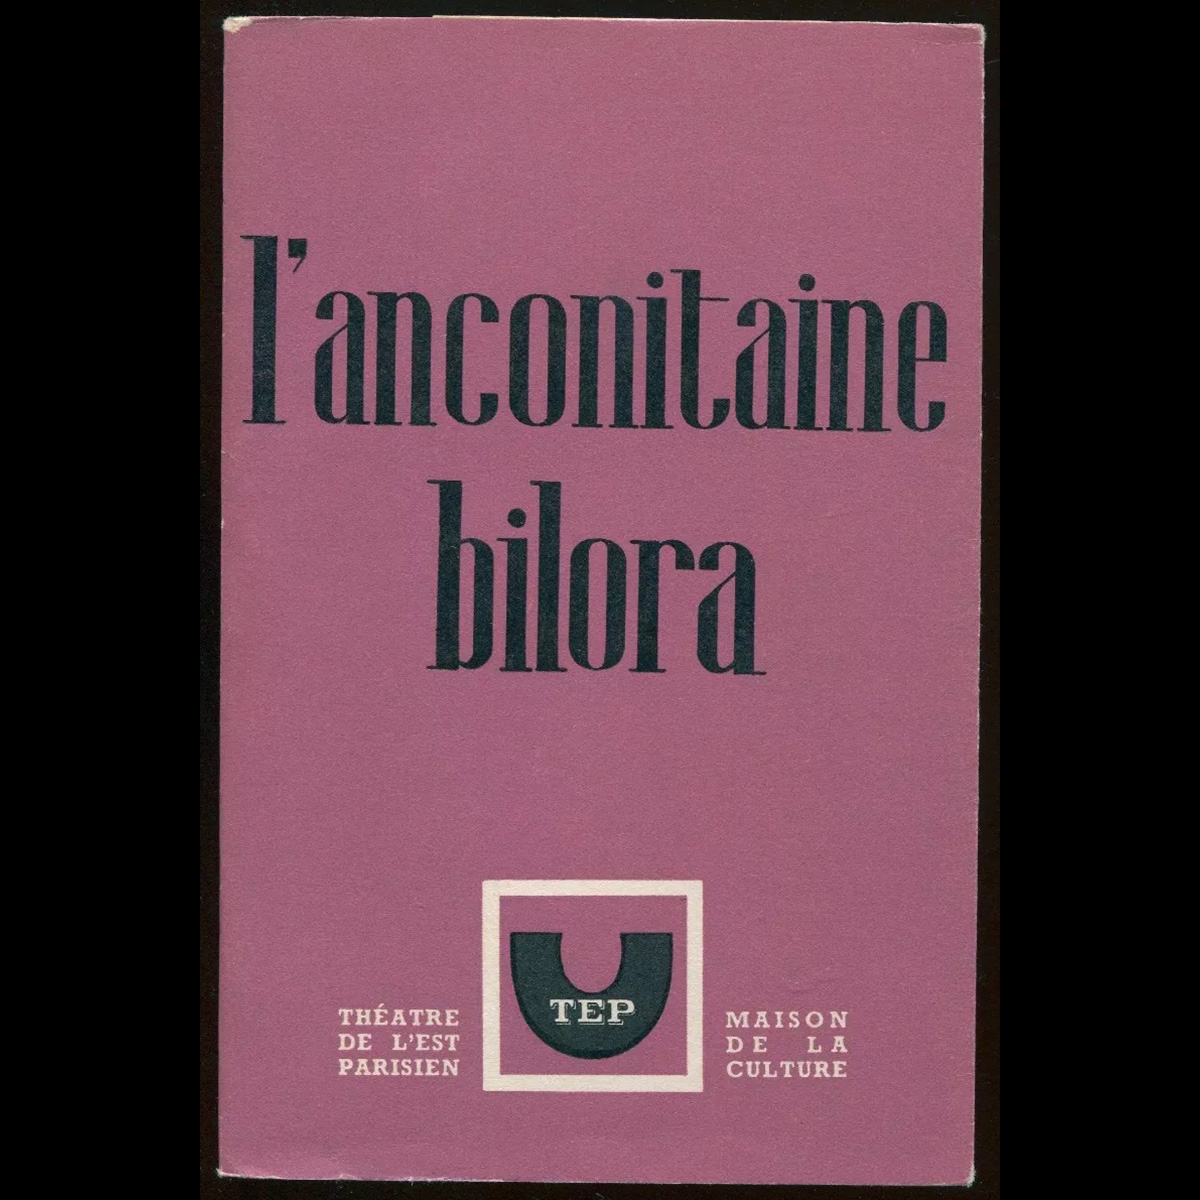 l'anconitaine
bilora
TEP
THÉATRE
DE L'EST
PARISIEN
MAISON
DE LA
CULTURE